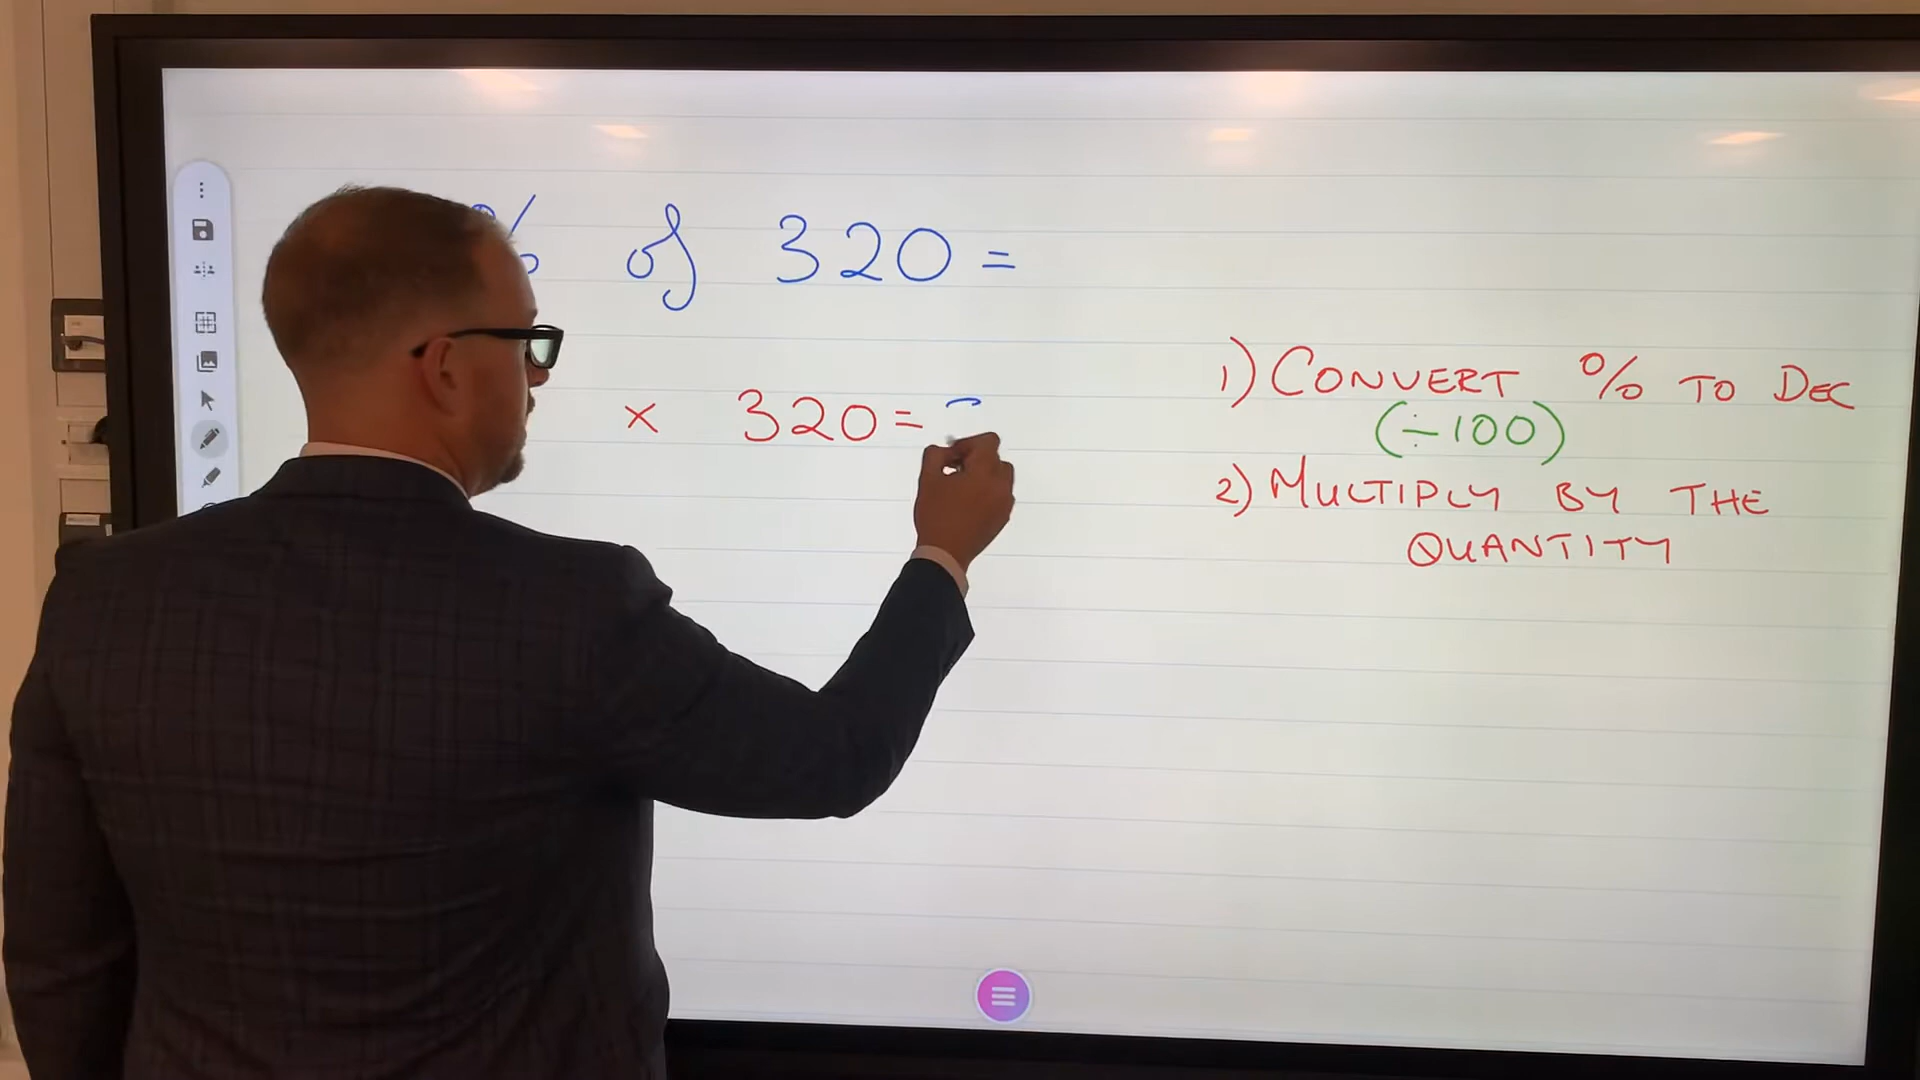 % of 320 =
x 320 =
1) CONVERT % TO DEC
(÷100)
2) MULTIPLY BY THE
QUANTITY